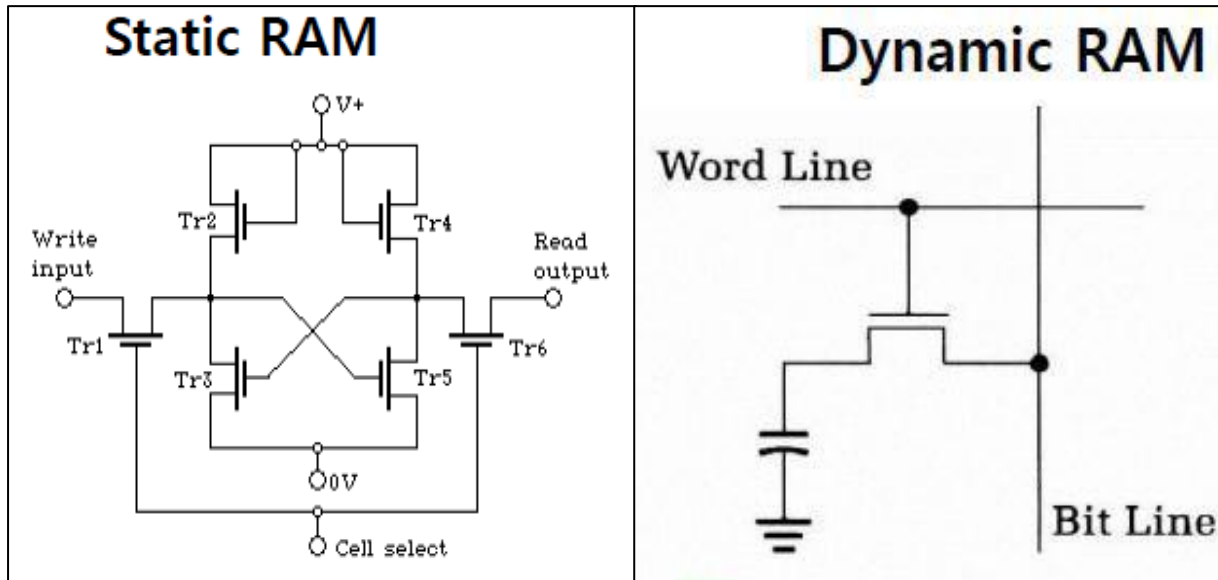 Static RAM
V+
Tr2
Tr4
Write
input
Read
output
Tr1
Tr3
Tr5
Tr6
0V
Cell select
Dynamic RAM
Word Line
Bit Line